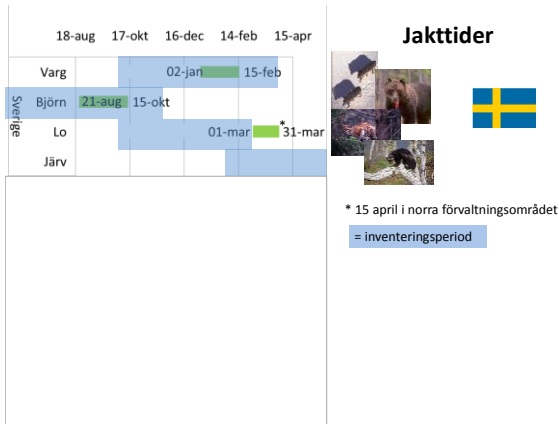 Jakttider
18-aug 17-okt 16-dec 14-feb 15-apr
Sverige
Varg 02-jan 15-feb
Björn 21-aug 15-okt
Lo 01-mar 31-mar *
Järv
* 15 april i norra förvaltningsområdet
= inventeringsperiod